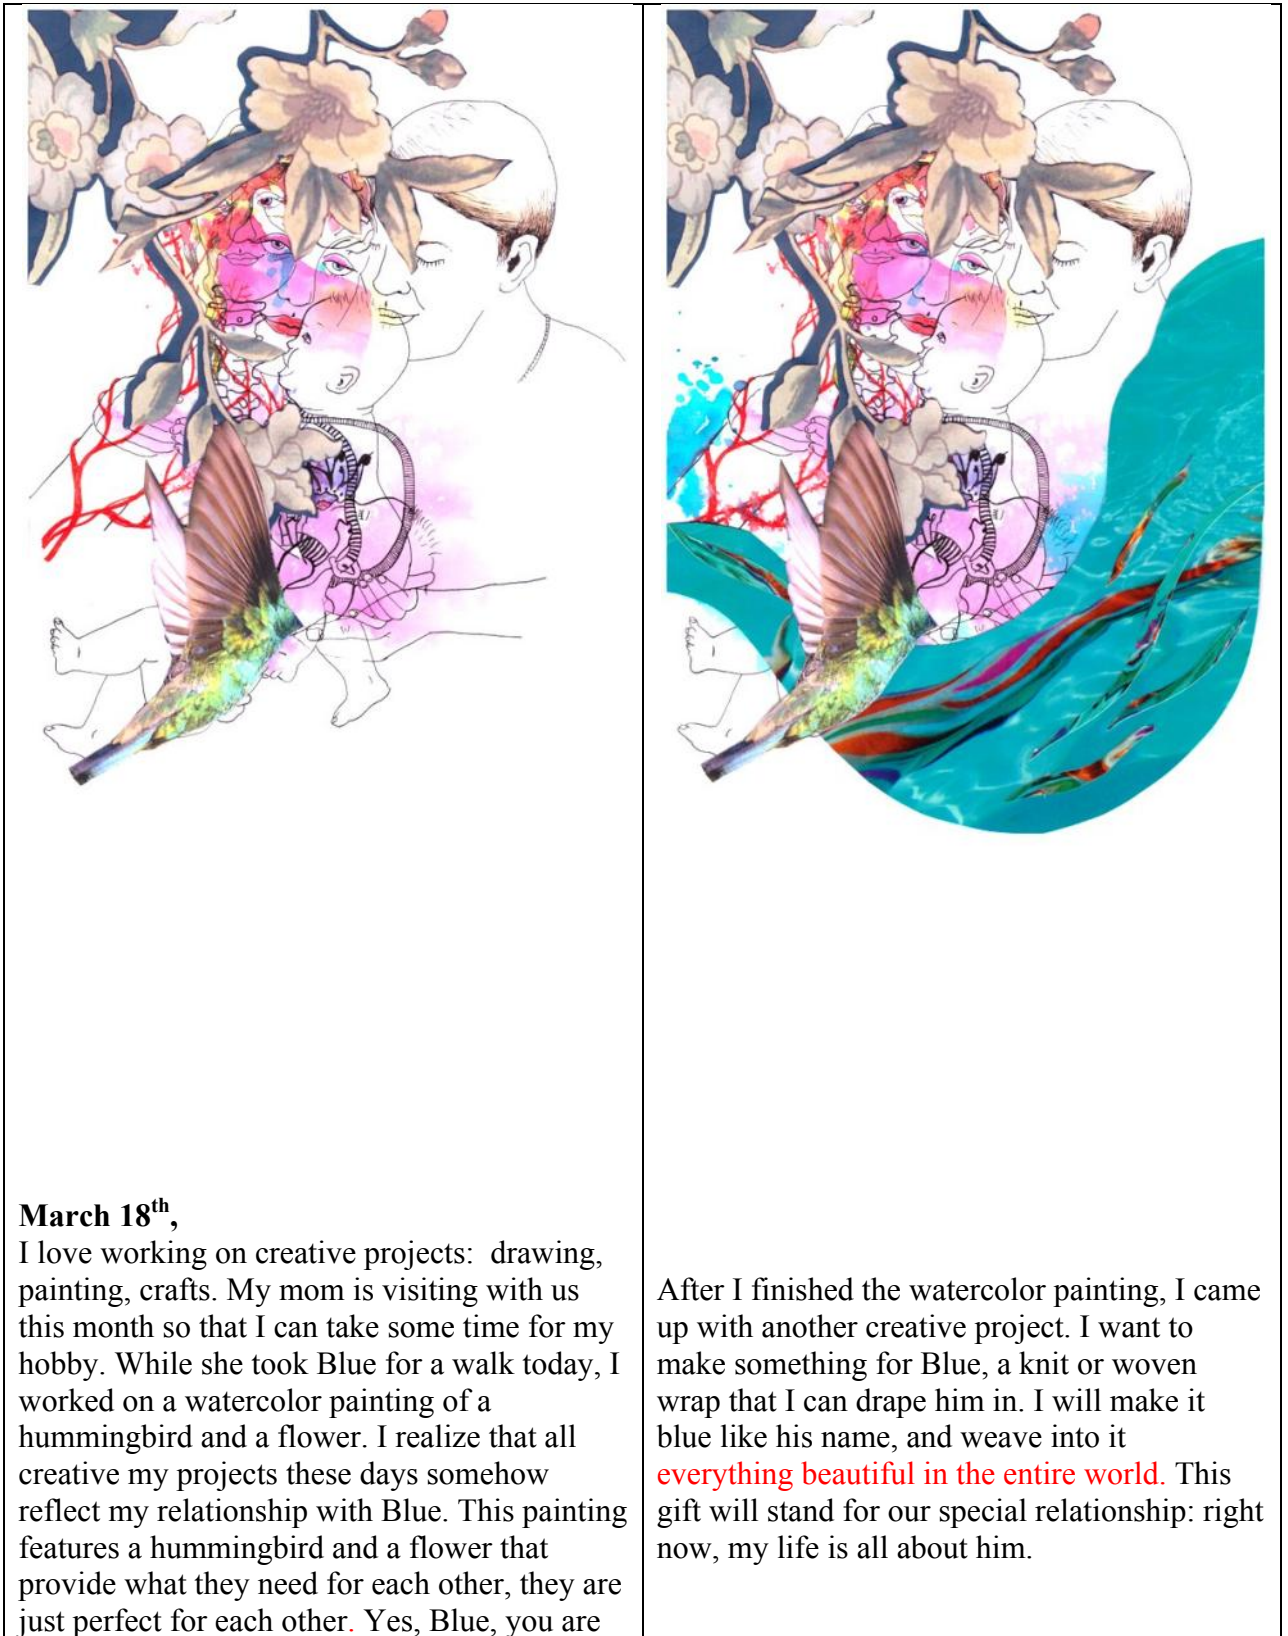 March 18th,
I love working on creative projects:  drawing,
painting, crafts. My mom is visiting with us
this month so that I can take some time for my
hobby. While she took Blue for a walk today, I
worked on a watercolor painting of a
hummingbird and a flower. I realize that all
creative my projects these days somehow
reflect my relationship with Blue. This painting
features a hummingbird and a flower that
provide what they need for each other, they are
just perfect for each other. Yes, Blue, you are
After I finished the watercolor painting, I came
up with another creative project. I want to
make something for Blue, a knit or woven
wrap that I can drape him in. I will make it
blue like his name, and weave into it
everything beautiful in the entire world. This
gift will stand for our special relationship: right
now, my life is all about him.